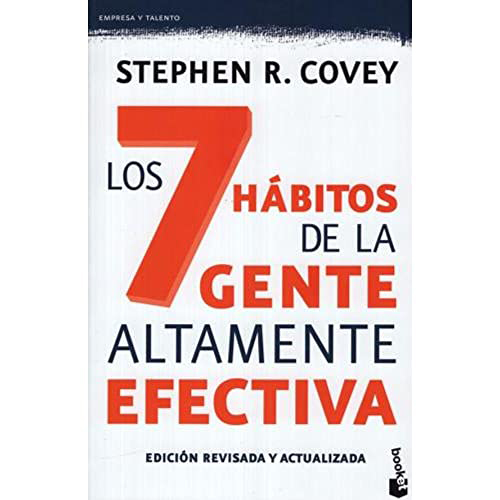 EMPRESA Y TALENTO
STEPHEN R. COVEY
LOS 7 HÁBITOS
DE LA
GENTE
ALTAMENTE
EFECTIVA
EDICIÓN REVISADA Y ACTUALIZADA
booket